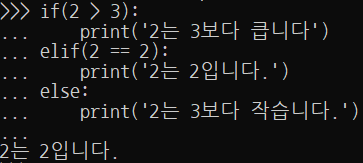 >>> if(2 > 3):
...     print('2는 3보다 큽니다')
... elif(2 == 2):
...     print('2는 2입니다.')
... else:
...     print('2는 3보다 작습니다.')
...
2는 2입니다.